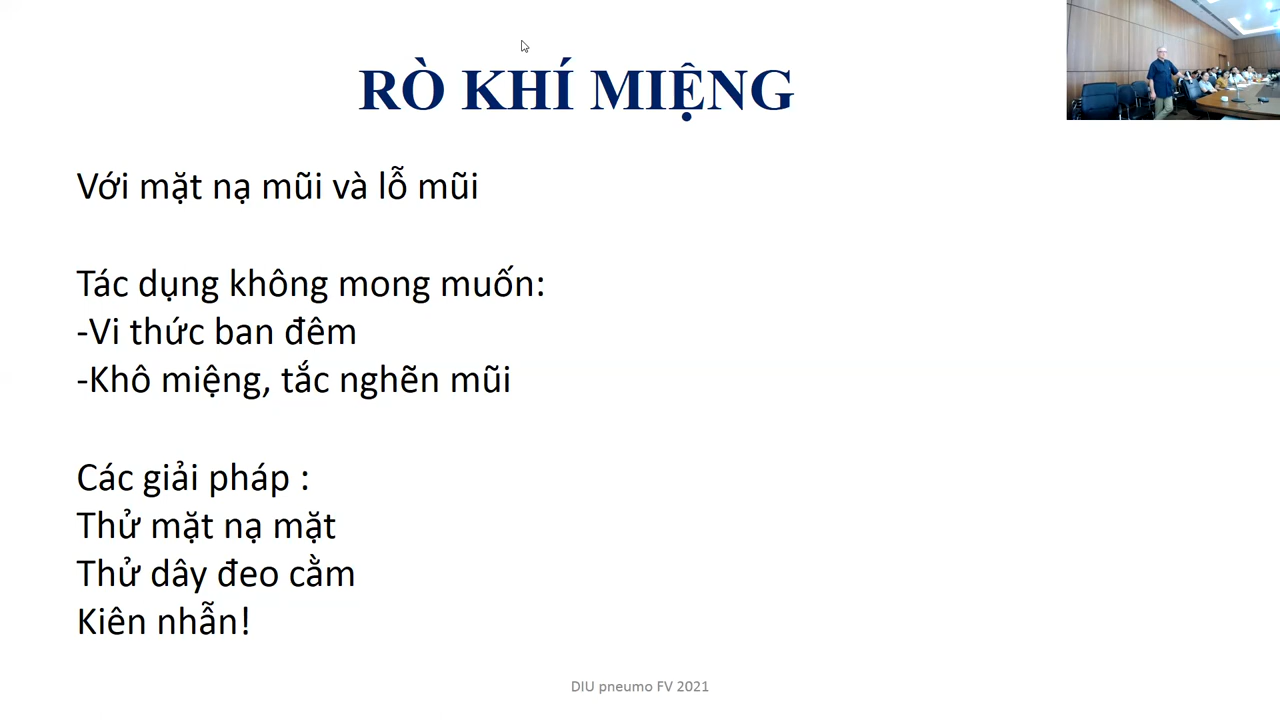 RÒ KHÍ MIỆNG
Với mặt nạ mũi và lỗ mũi
Tác dụng không mong muốn:
-Vi thức ban đêm
-Khô miệng, tắc nghẽn mũi
Các giải pháp :
Thử mặt nạ mặt
Thử dây đeo cằm
Kiên nhẫn!
DIU pneumo FV 2021